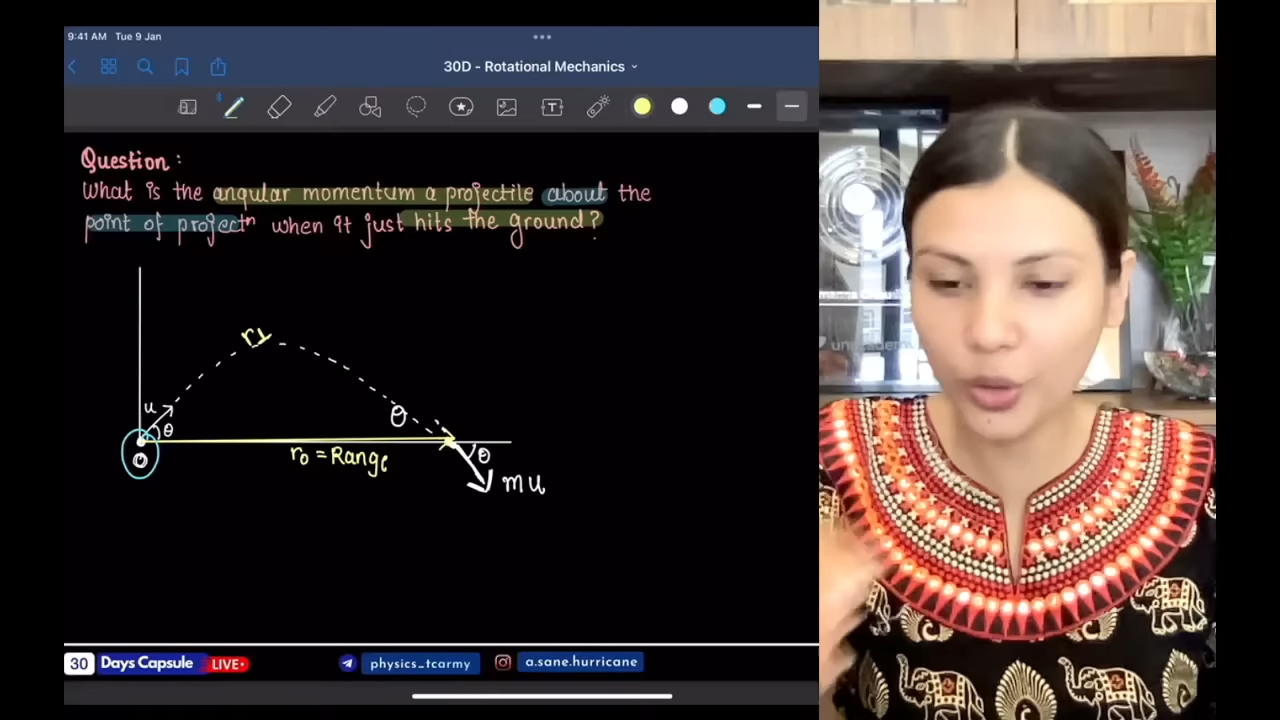 9:41 AM Tue 9 Jan
30D - Rotational Mechanics
Question :
What is the angular momentum a projectile about the
point of projectⁿ when it just hits the ground?
r⊥
u
θ
θ
O
r₀ = Range
θ
mu
30 Days Capsule LIVE
physics_tcarmy
a.sane.hurricane